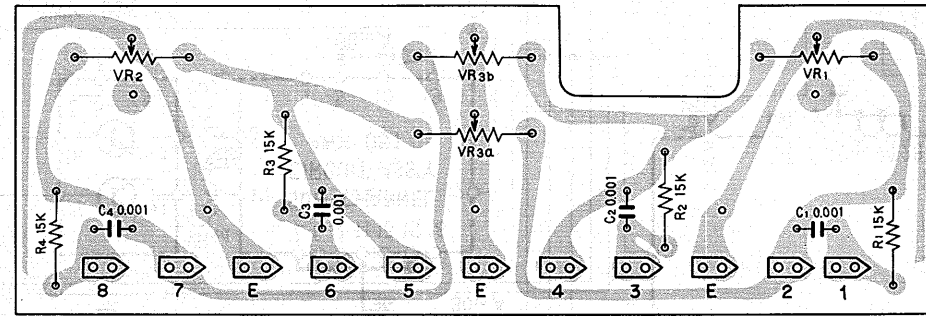 VR2
VR3b
VR1
VR3a
R3 15K
C3 0.001
C2 0.001
R2 15K
R4 15K
C4 0.001
C1 0.001
R1 15K
8 7 E 6 5 E 4 3 E 2 1